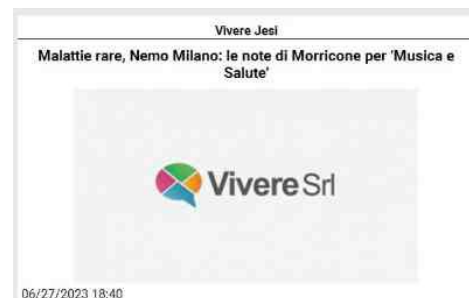 Vivere Jesi
Malattie rare, Nemo Milano: le note di Morricone per 'Musica e
Salute'
Vivere Srl
06/27/2023 18:40